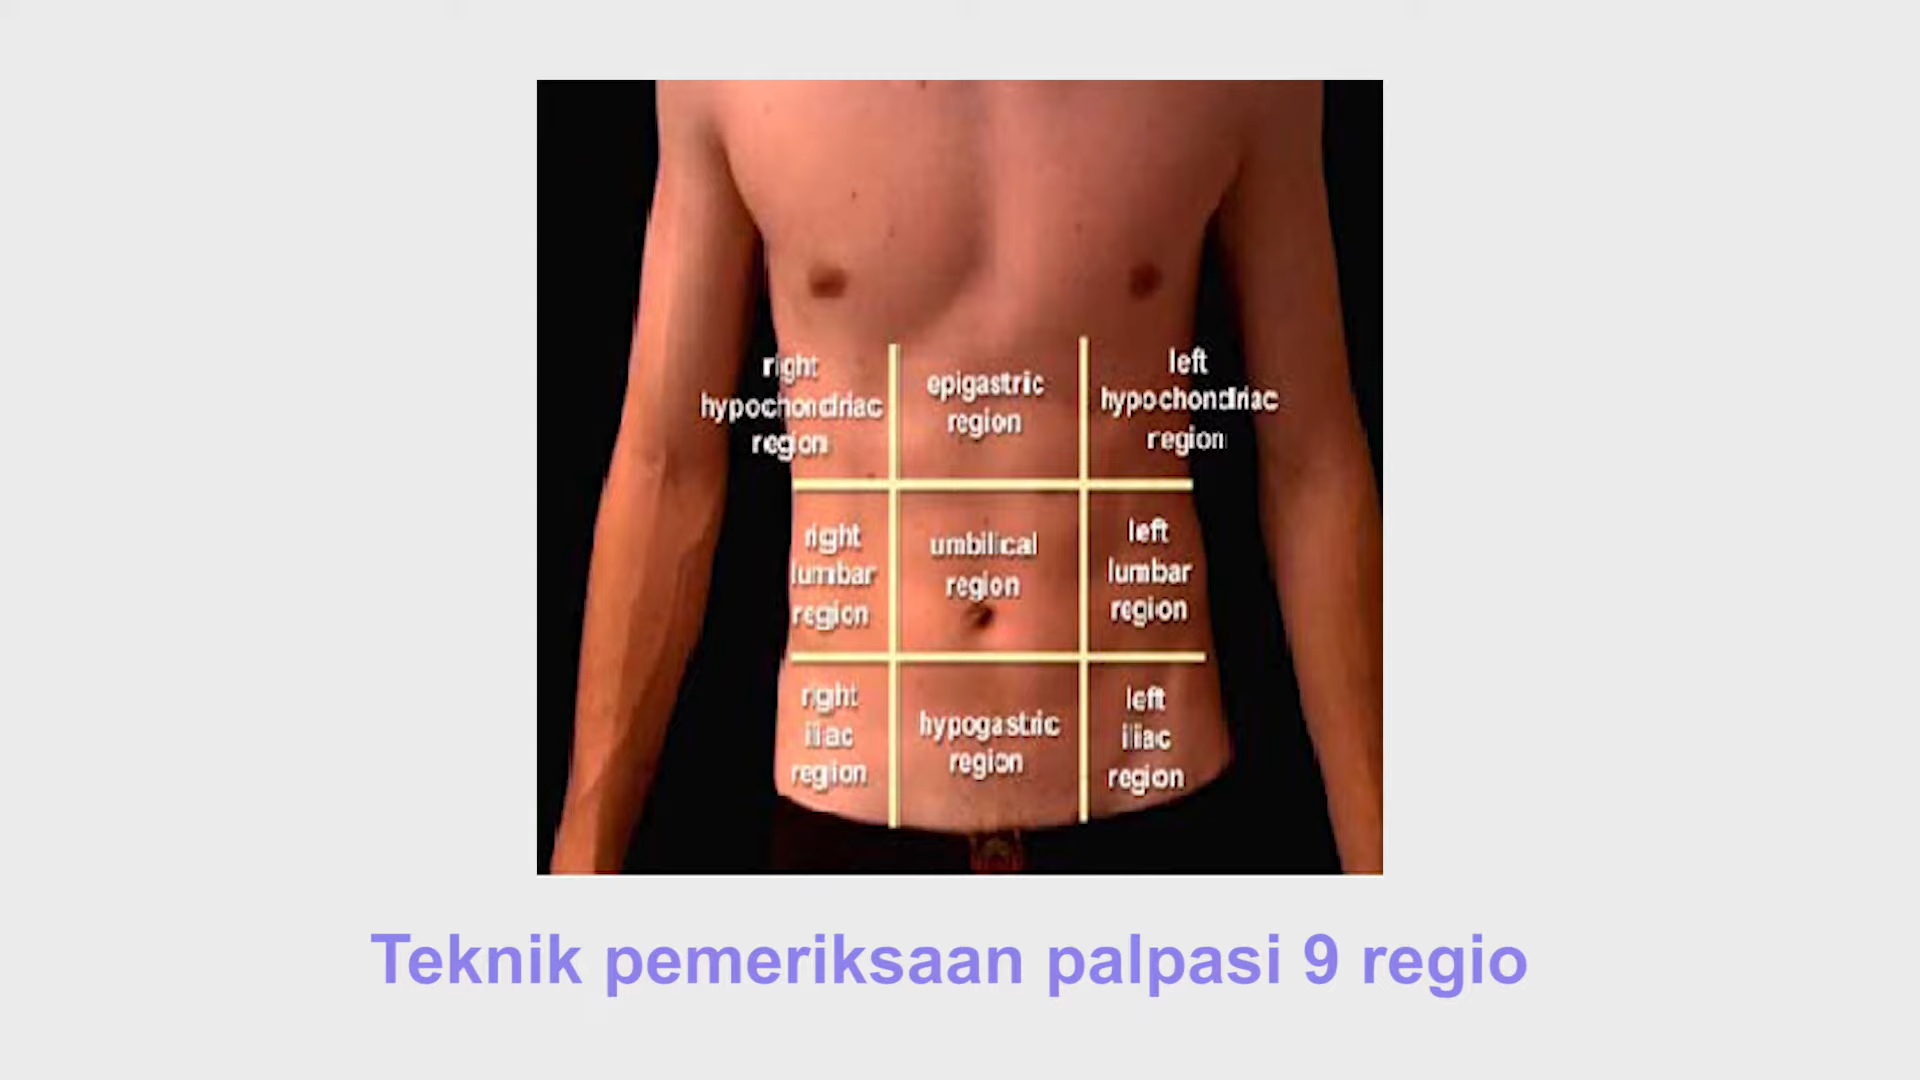 right
hypochondriac
region
epigastric
region
left
hypochondriac
region
right
lumbar
region
umbilical
region
left
lumbar
region
right
iliac
region
hypogastric
region
left
iliac
region
Teknik pemeriksaan palpasi 9 regio